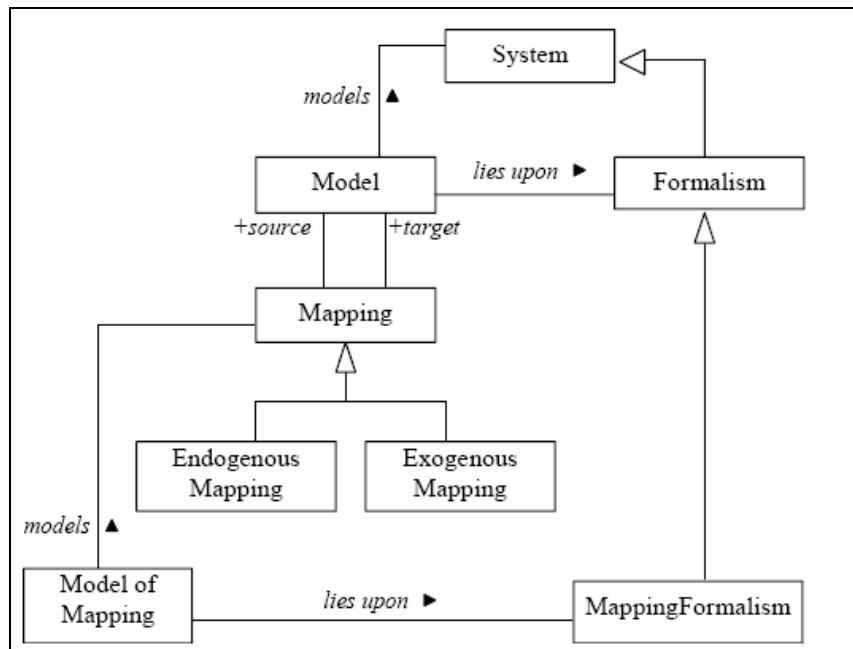 System
models ▲
Model
lies upon ►
Formalism
+source
+target
Mapping
Endogenous
Mapping
Exogenous
Mapping
models ▲
Model of
Mapping
lies upon ►
MappingFormalism